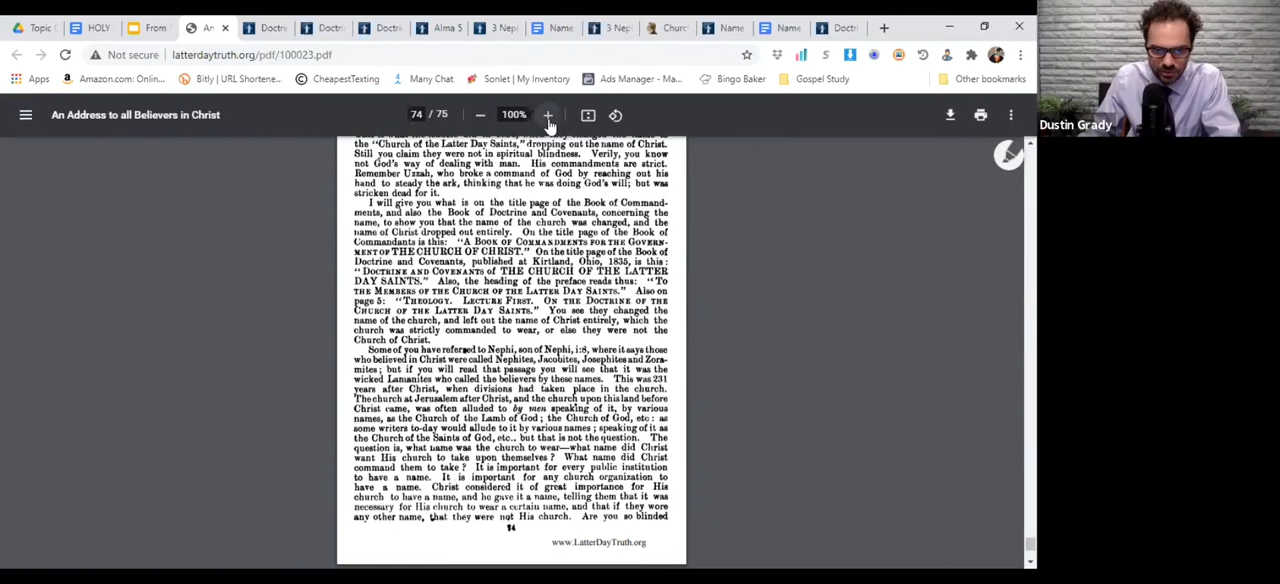 Topic
HOLY
From
An
Doctri
Doctri
Doctri
Alma 5
3 Nep
Name
3 Nep
Churc
Name
Name
Doctri
Not secure
latterdaytruth.org/pdf/100023.pdf
Apps
Amazon.com: Onlin...
Bitly | URL Shortene...
CheapestTexting
Many Chat
Sonlet | My Inventory
Ads Manager - Ma...
Bingo Baker
Gospel Study
Other bookmarks
An Address to all Believers in Christ
74 / 75
100%
Dustin Grady
the "Church of the Latter Day Saints," dropping out the name of Christ.
Still you claim they were not in spiritual blindness. Verily, you know
not God's way of dealing with man. His commandments are strict.
Remember Uzzah, who broke a command of God by reaching out his
hand to steady the ark, thinking that he was doing God's will; but was
stricken dead for it.
I will give you what is on the title page of the Book of Command-
ments, and also the Book of Doctrine and Covenants, concerning the
name, to show you that the name of the church was changed, and the
name of Christ dropped out entirely. On the title page of the Book of
Commandants is this: "A BOOK OF COMMANDMENTS FOR THE GOVERN-
MENT OF THE CHURCH OF CHRIST." On the title page of the Book of
Doctrine and Covenants, published at Kirtland, Ohio, 1835, is this:
"DOCTRINE AND COVENANTS OF THE CHURCH OF THE LATTER
DAY SAINTS." Also, the heading of the preface reads thus: "TO
THE MEMBERS OF THE CHURCH OF THE LATTER DAY SAINTS." Also on
page 5: "THEOLOGY. LECTURE FIRST. ON THE DOCTRINE OF THE
CHURCH OF THE LATTER DAY SAINTS." You see they changed the
name of the church, and left out the name of Christ entirely, which the
church was strictly commanded to wear, or else they were not the
Church of Christ.
Some of you have referred to Nephi, son of Nephi, i:8, where it says those
who believed in Christ were called Nephites, Jacobites, Josephites and Zora-
mites; but if you will read that passage you will see that it was the
wicked Lamanites who called the believers by these names. This was 231
years after Christ, when divisions had taken place in the church.
The church at Jerusalem after Christ, and the church upon this land before
Christ came, was often alluded to by men speaking of it, by various
names, as the Church of the Lamb of God; the Church of God, etc: as
some writers to-day would allude to it by various names; speaking of it as
the Church of the Saints of God, etc., but that is not the question. The
question is, what name was the church to wear—what name did Christ
want His church to take upon themselves? What name did Christ
command them to take? It is important for every public institution
to have a name. It is important for any church organization to
have a name. Christ considered it of great importance for His
church to have a name, and he gave it a name, telling them that it was
necessary for His church to wear a certain name, and that if they wore
any other name, that they were not His church. Are you so blinded
74
www.LatterDayTruth.org